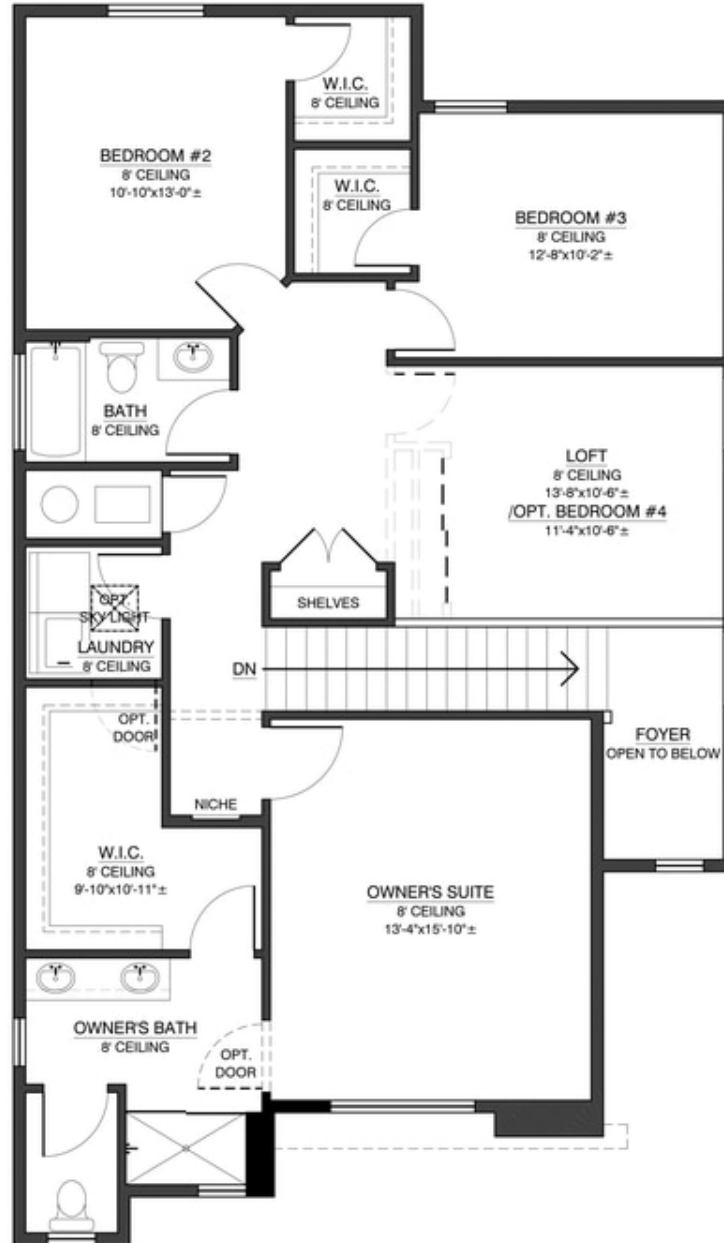 W.I.C.
8' CEILING
BEDROOM #2
8' CEILING
10'-10"x13'-0"±
W.I.C.
8' CEILING
BEDROOM #3
8' CEILING
12'-8"x10'-2"±
BATH
8' CEILING
LOFT
8' CEILING
13'-8"x10'-6"±
/OPT. BEDROOM #4
11'-4"x10'-6"±
OPT.
SKY LIGHT
LAUNDRY
8' CEILING
SHELVES
DN
OPT.
DOOR
FOYER
OPEN TO BELOW
NICHE
W.I.C.
8' CEILING
9'-10"x10'-11"±
OWNER'S SUITE
8' CEILING
13'-4"x15'-10"±
OWNER'S BATH
8' CEILING
OPT.
DOOR